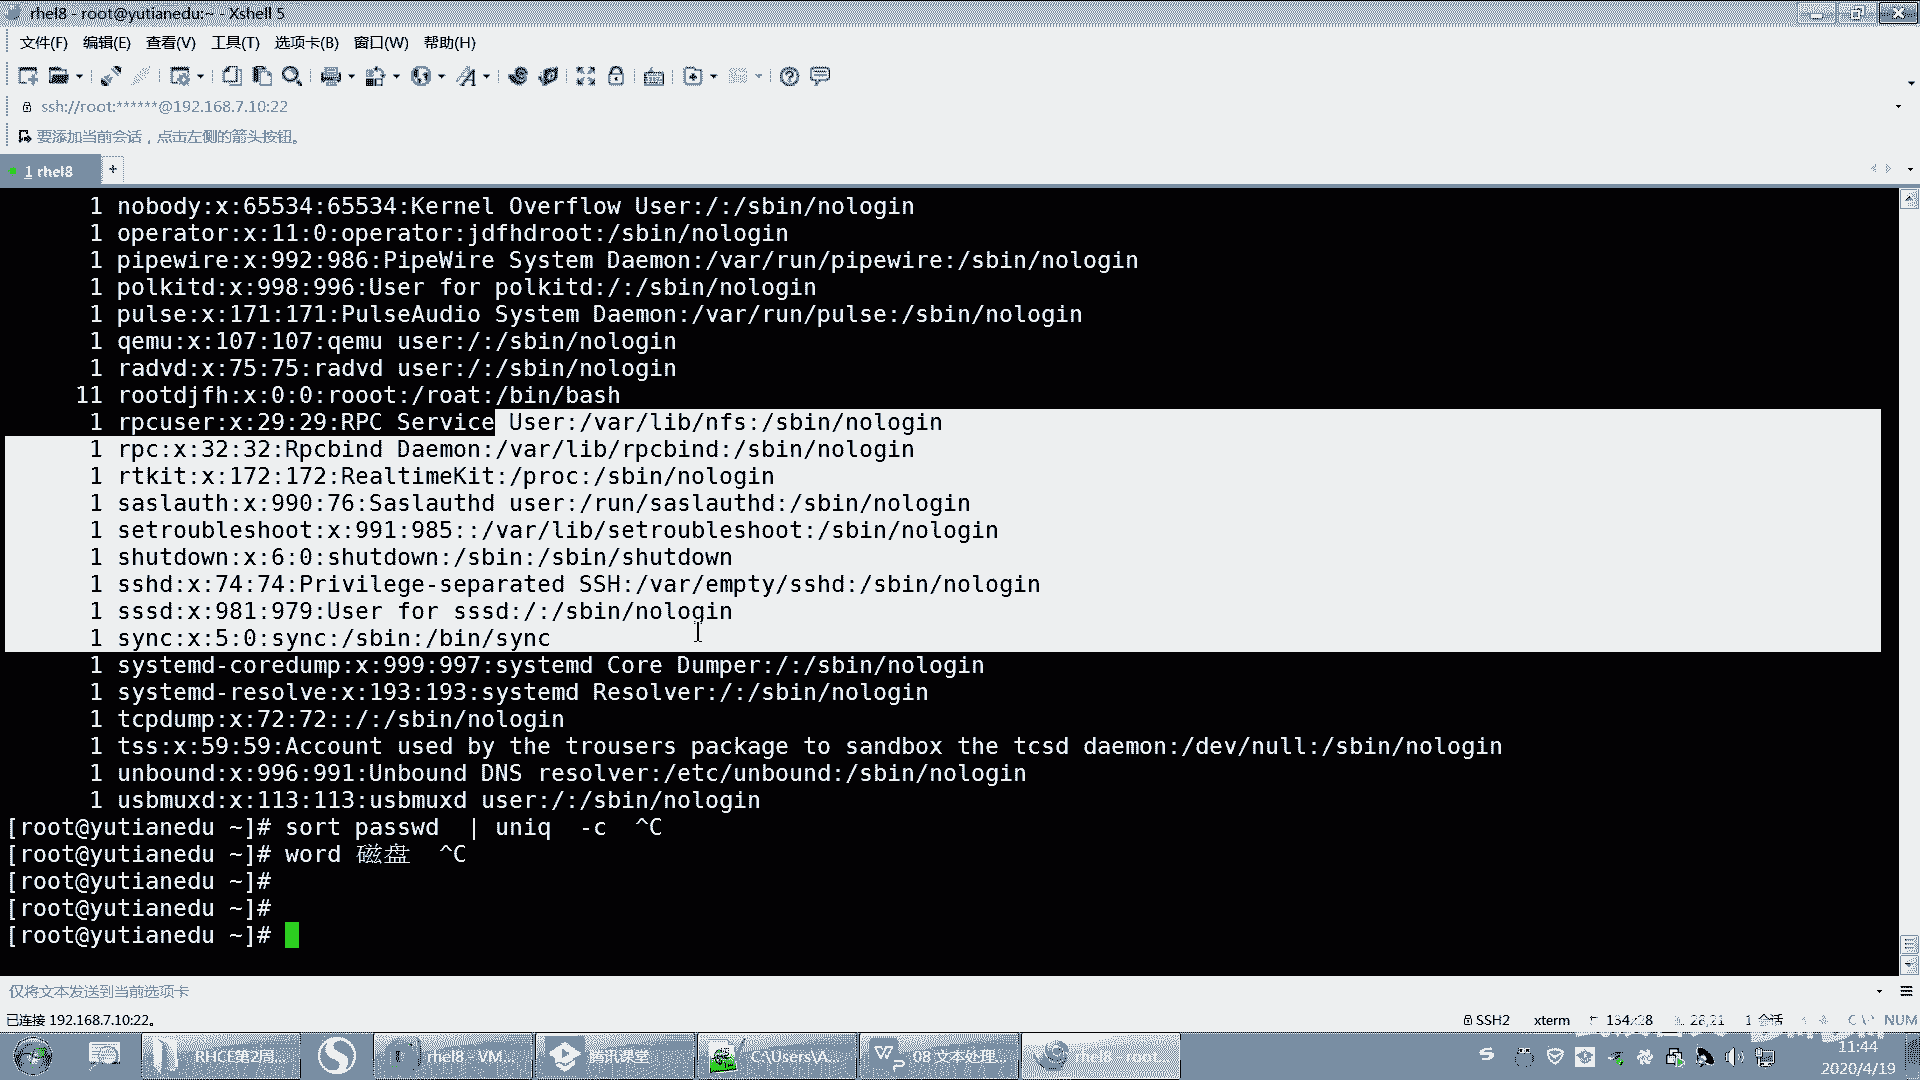 rhel8 - root@yutianedu:~ - Xshell 5
文件(F) 编辑(E) 查看(V) 工具(T) 选项卡(B) 窗口(W) 帮助(H)
ssh://root:******@192.168.7.10:22
要添加当前会话，点击左侧的箭头按钮。
1 rhel8 +
1 nobody:x:65534:65534:Kernel Overflow User:/:/sbin/nologin
1 operator:x:11:0:operator:jdfhdroot:/sbin/nologin
1 pipewire:x:992:986:PipeWire System Daemon:/var/run/pipewire:/sbin/nologin
1 polkitd:x:998:996:User for polkitd:/:/sbin/nologin
1 pulse:x:171:171:PulseAudio System Daemon:/var/run/pulse:/sbin/nologin
1 qemu:x:107:107:qemu user:/:/sbin/nologin
1 radvd:x:75:75:radvd user:/:/sbin/nologin
11 rootdjfh:x:0:0:rooot:/roat:/bin/bash
1 rpcuser:x:29:29:RPC Service User:/var/lib/nfs:/sbin/nologin
1 rpc:x:32:32:Rpcbind Daemon:/var/lib/rpcbind:/sbin/nologin
1 rtkit:x:172:172:RealtimeKit:/proc:/sbin/nologin
1 saslauth:x:990:76:Saslauthd user:/run/saslauthd:/sbin/nologin
1 setroubleshoot:x:991:985::/var/lib/setroubleshoot:/sbin/nologin
1 shutdown:x:6:0:shutdown:/sbin:/sbin/shutdown
1 sshd:x:74:74:Privilege-separated SSH:/var/empty/sshd:/sbin/nologin
1 sssd:x:981:979:User for sssd:/:/sbin/nologin
1 sync:x:5:0:sync:/sbin:/bin/sync
1 systemd-coredump:x:999:997:systemd Core Dumper:/:/sbin/nologin
1 systemd-resolve:x:193:193:systemd Resolver:/:/sbin/nologin
1 tcpdump:x:72:72::/:/sbin/nologin
1 tss:x:59:59:Account used by the trousers package to sandbox the tcsd daemon:/dev/null:/sbin/nologin
1 unbound:x:996:991:Unbound DNS resolver:/etc/unbound:/sbin/nologin
1 usbmuxd:x:113:113:usbmuxd user:/:/sbin/nologin
[root@yutianedu ~]# sort passwd | uniq -c ^C
[root@yutianedu ~]# word 磁盘 ^C
[root@yutianedu ~]#
[root@yutianedu ~]#
[root@yutianedu ~]#
仅将文本发送到当前选项卡
已连接 192.168.7.10:22。 SSH2 xterm 134x28 28,21 1 会话 NUM
RHCE第2周... rhel8 - VM... 腾讯课堂 C:\Users\A... 08 文本处理... rhel8 - root... 11:44
2020/4/19